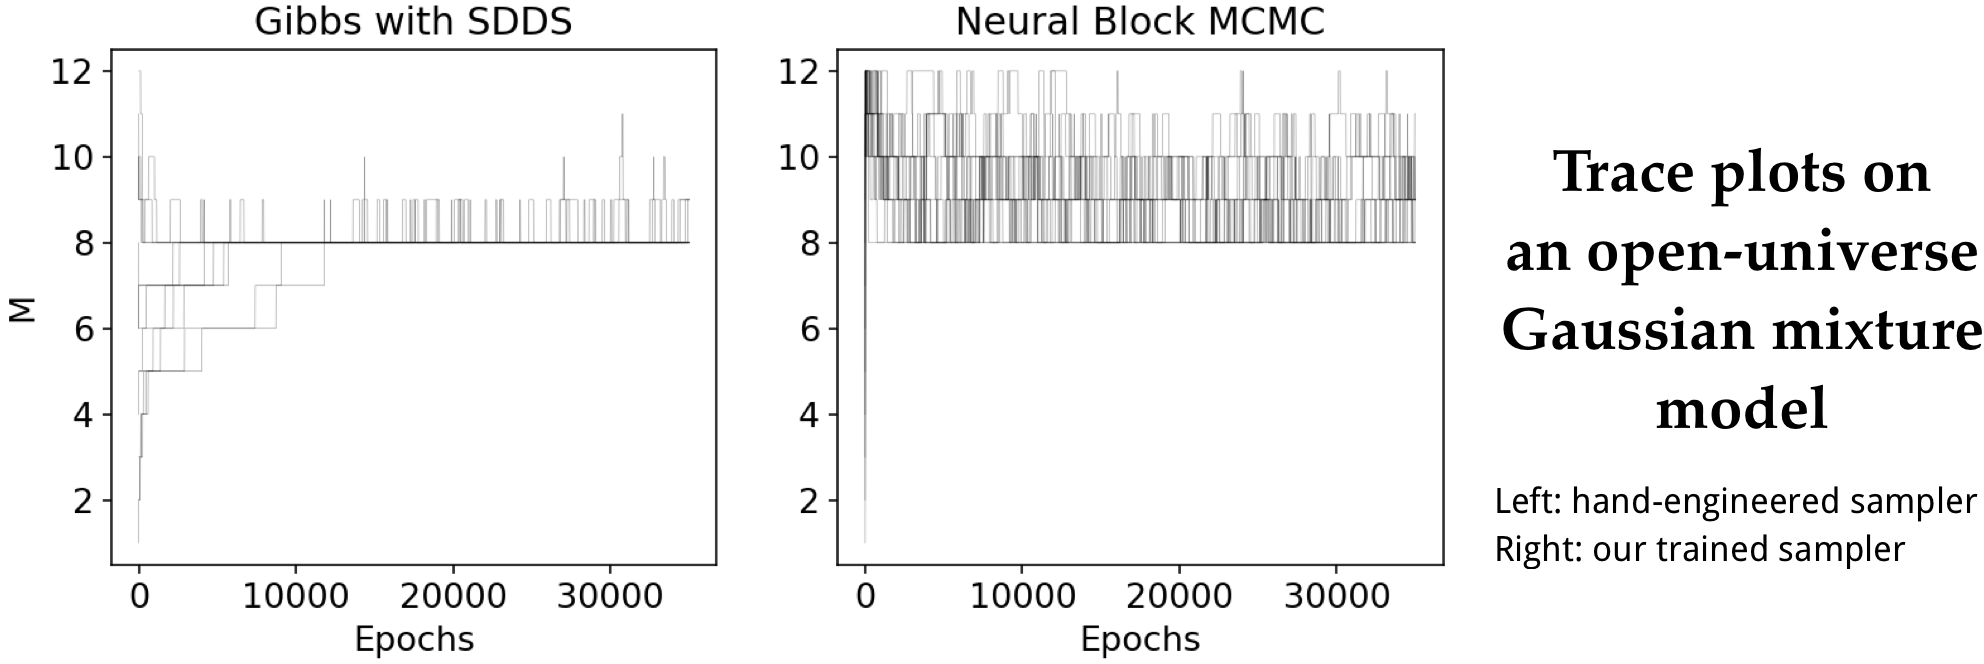 Gibbs with SDDS
12
10
8
6
4
2
M
0 10000 20000 30000
Epochs
Neural Block MCMC
12
10
8
6
4
2
0 10000 20000 30000
Epochs
Trace plots on
an open-universe
Gaussian mixture
model
Left: hand-engineered sampler
Right: our trained sampler